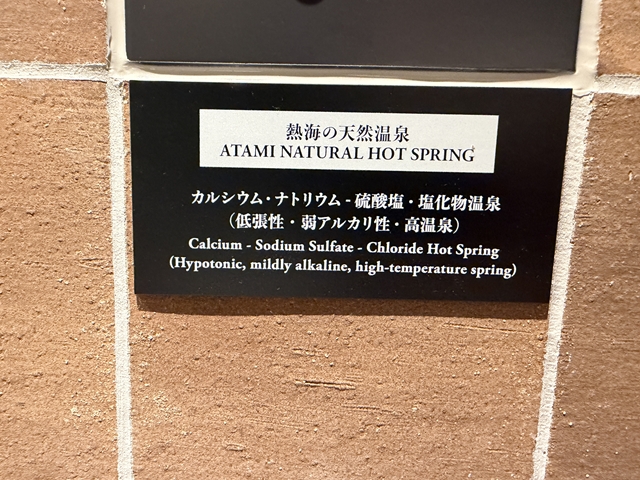 熱海の天然温泉
ATAMI NATURAL HOT SPRING
カルシウム・ナトリウム - 硫酸塩・塩化物温泉
（低張性・弱アルカリ性・高温泉）
Calcium - Sodium Sulfate - Chloride Hot Spring
(Hypotonic, mildly alkaline, high-temperature spring)